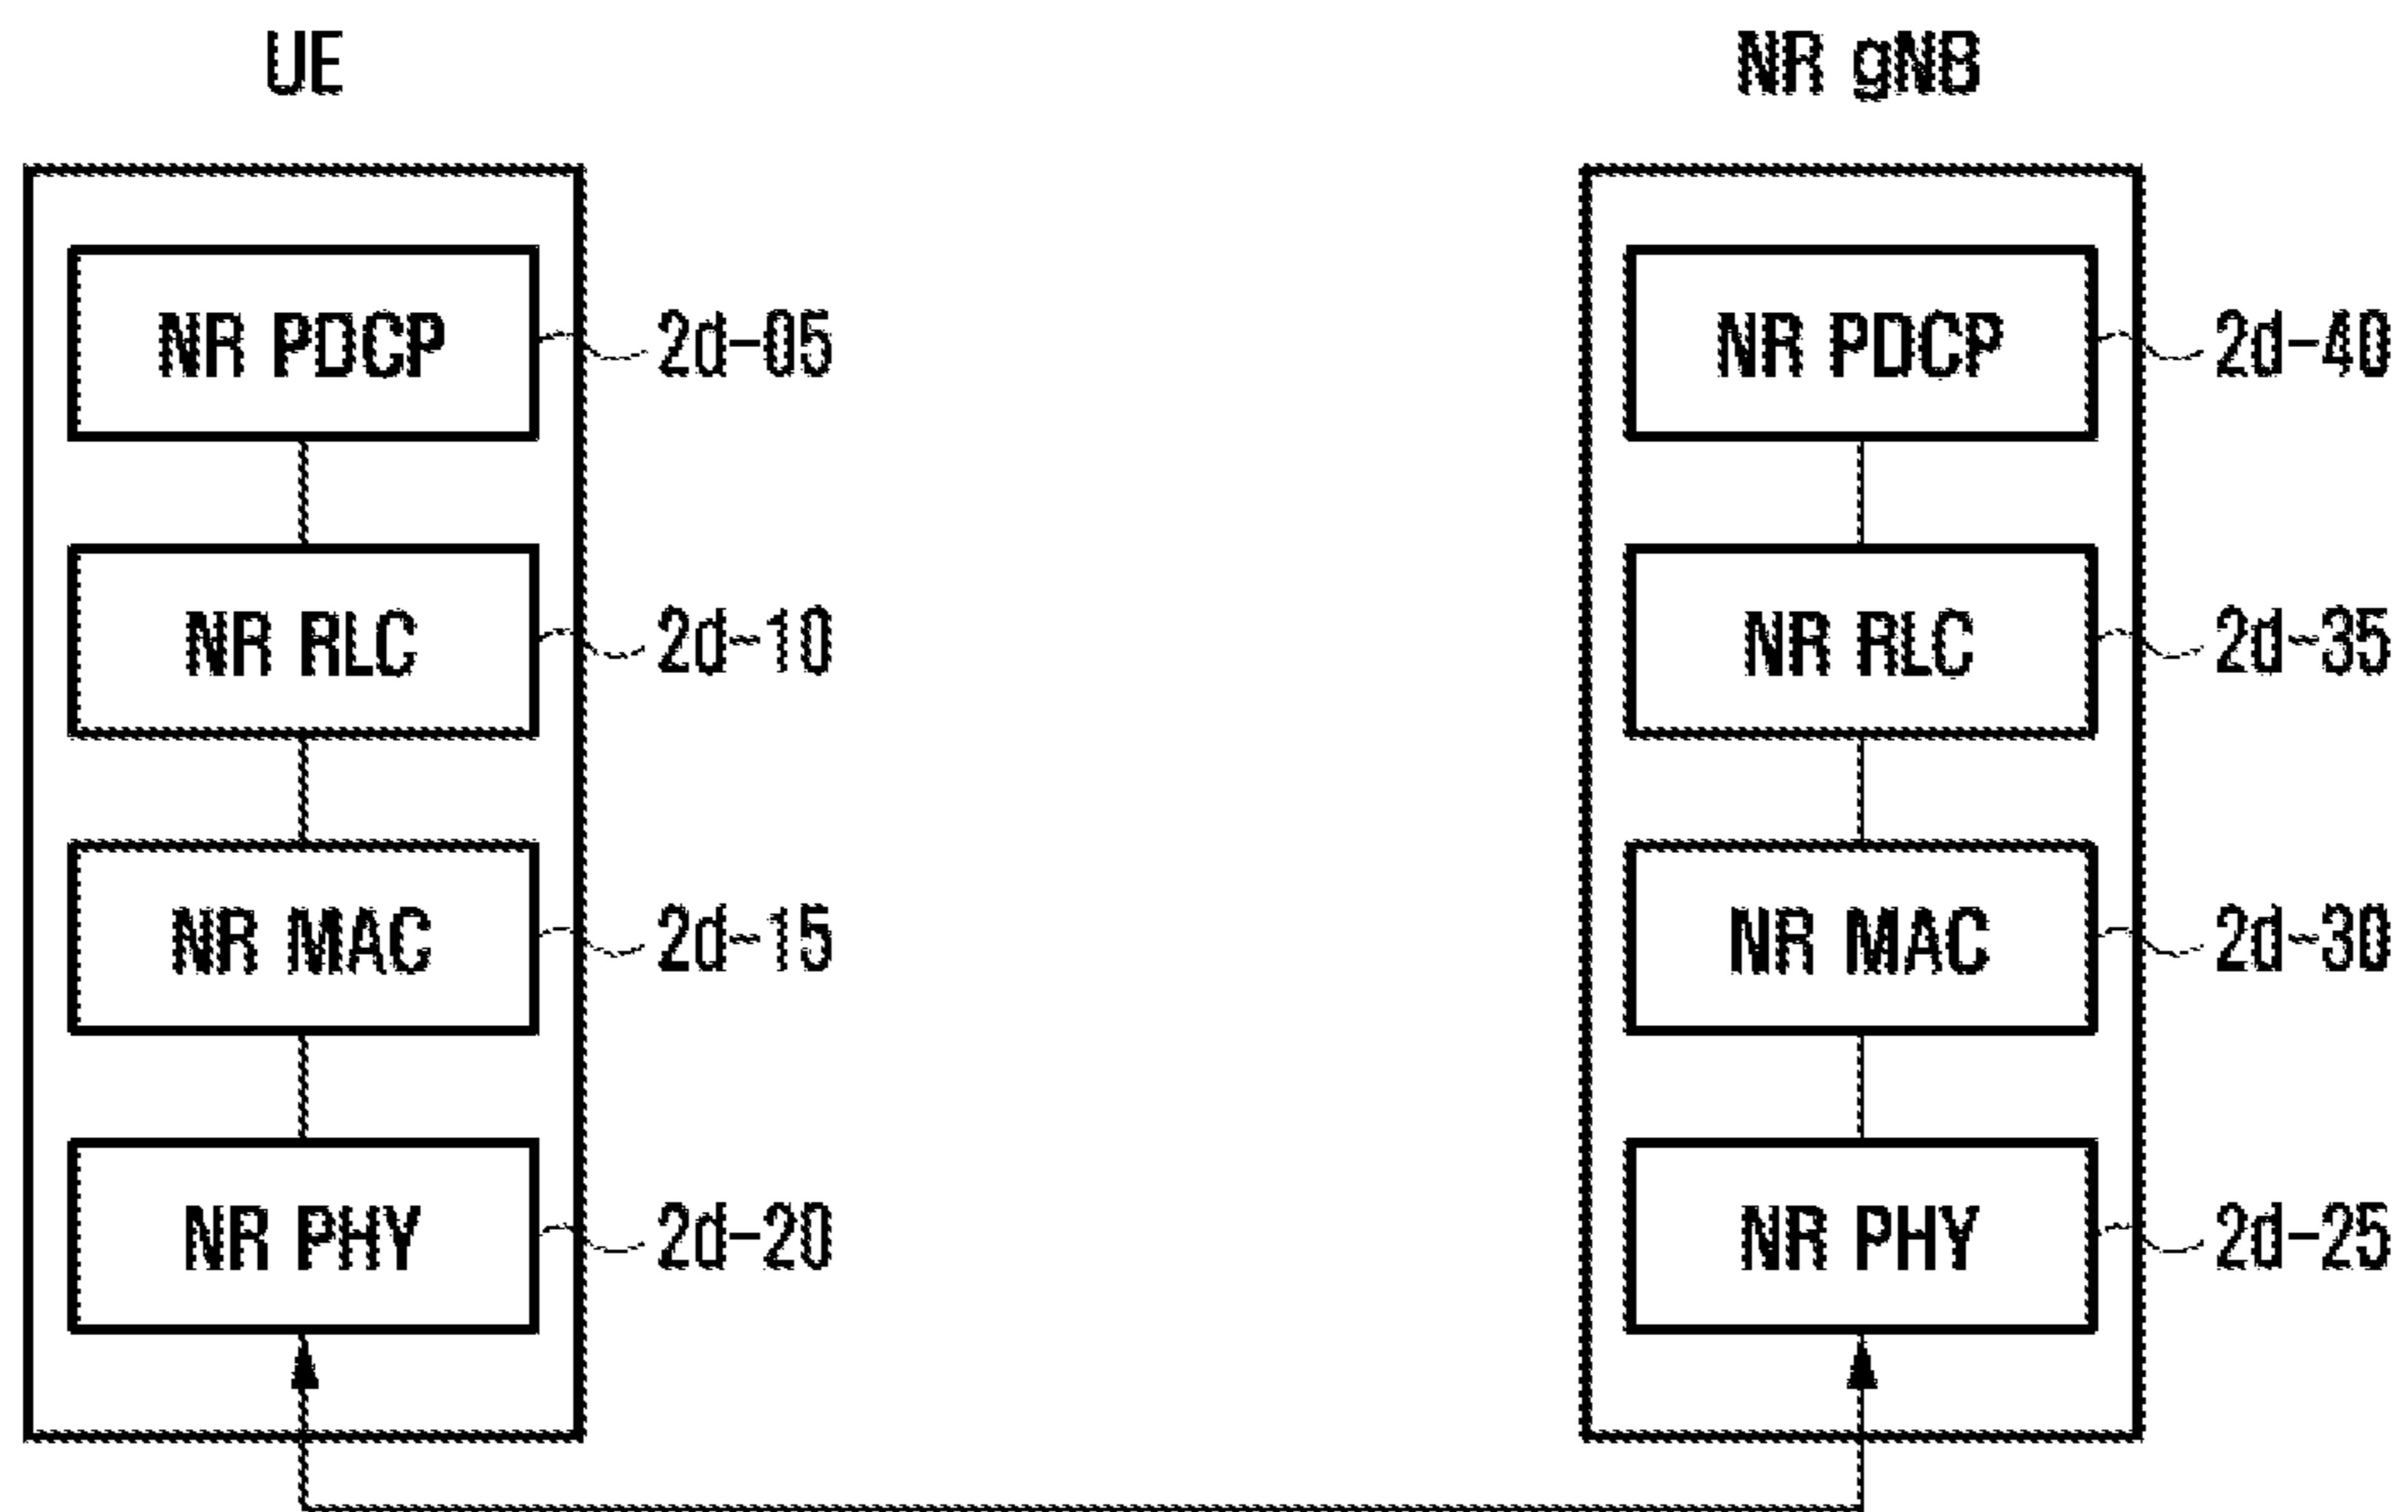 UE
NR gNB
NR PDCP 2d-05
NR PDCP 2d-40
NR RLC 2d-10
NR RLC 2d-35
NR MAC 2d-15
NR MAC 2d-30
NR PHY 2d-20
NR PHY 2d-25